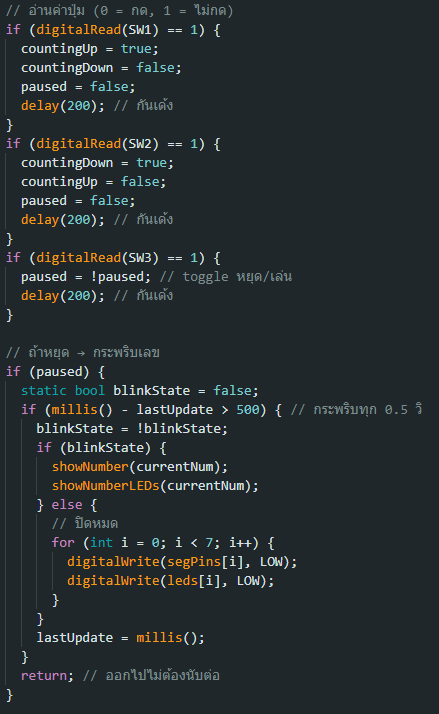 // อ่านค่าปุ่ม (0 = กด, 1 = ไม่กด)
if (digitalRead(SW1) == 1) {
  countingUp = true;
  countingDown = false;
  paused = false;
  delay(200); // กันเด้ง
}
if (digitalRead(SW2) == 1) {
  countingDown = true;
  countingUp = false;
  paused = false;
  delay(200); // กันเด้ง
}
if (digitalRead(SW3) == 1) {
  paused = !paused; // toggle หยุด/เล่น
  delay(200); // กันเด้ง
}

// ถ้าหยุด → กระพริบเลข
if (paused) {
  static bool blinkState = false;
  if (millis() - lastUpdate > 500) { // กระพริบทุก 0.5 วิ
    blinkState = !blinkState;
    if (blinkState) {
      showNumber(currentNum);
      showNumberLEDs(currentNum);
    } else {
      // ปิดหมด
      for (int i = 0; i < 7; i++) {
        digitalWrite(segPins[i], LOW);
        digitalWrite(leds[i], LOW);
      }
    }
    lastUpdate = millis();
  }
  return; // ออกไปไม่ต้องนับต่อ
}